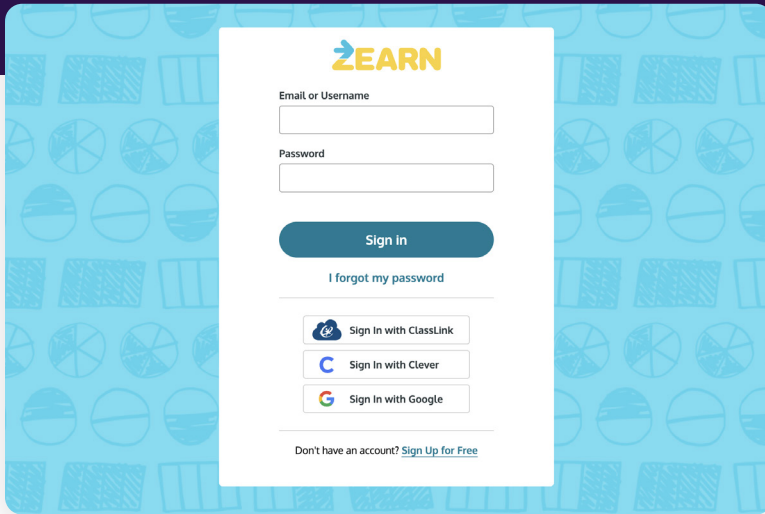 ZEARN
Email or Username
Password
Sign in
I forgot my password
Sign In with ClassLink
Sign In with Clever
Sign In with Google
Don't have an account? Sign Up for Free